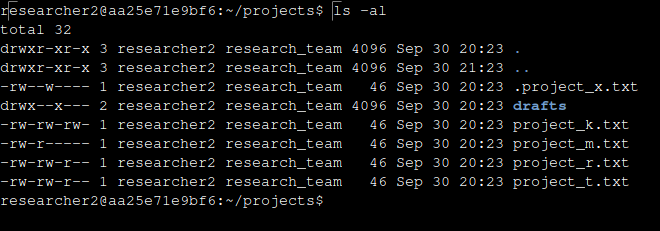 researcher2@aa25e71e9bf6:~/projects$ ls -al
total 32
drwxr-xr-x 3 researcher2 research_team 4096 Sep 30 20:23 .
drwxr-xr-x 3 researcher2 research_team 4096 Sep 30 21:23 ..
-rw--w---- 1 researcher2 research_team   46 Sep 30 20:23 .project_x.txt
drwx--x--- 2 researcher2 research_team 4096 Sep 30 20:23 drafts
-rw-rw-rw- 1 researcher2 research_team   46 Sep 30 20:23 project_k.txt
-rw-r----- 1 researcher2 research_team   46 Sep 30 20:23 project_m.txt
-rw-rw-r-- 1 researcher2 research_team   46 Sep 30 20:23 project_r.txt
-rw-rw-r-- 1 researcher2 research_team   46 Sep 30 20:23 project_t.txt
researcher2@aa25e71e9bf6:~/projects$